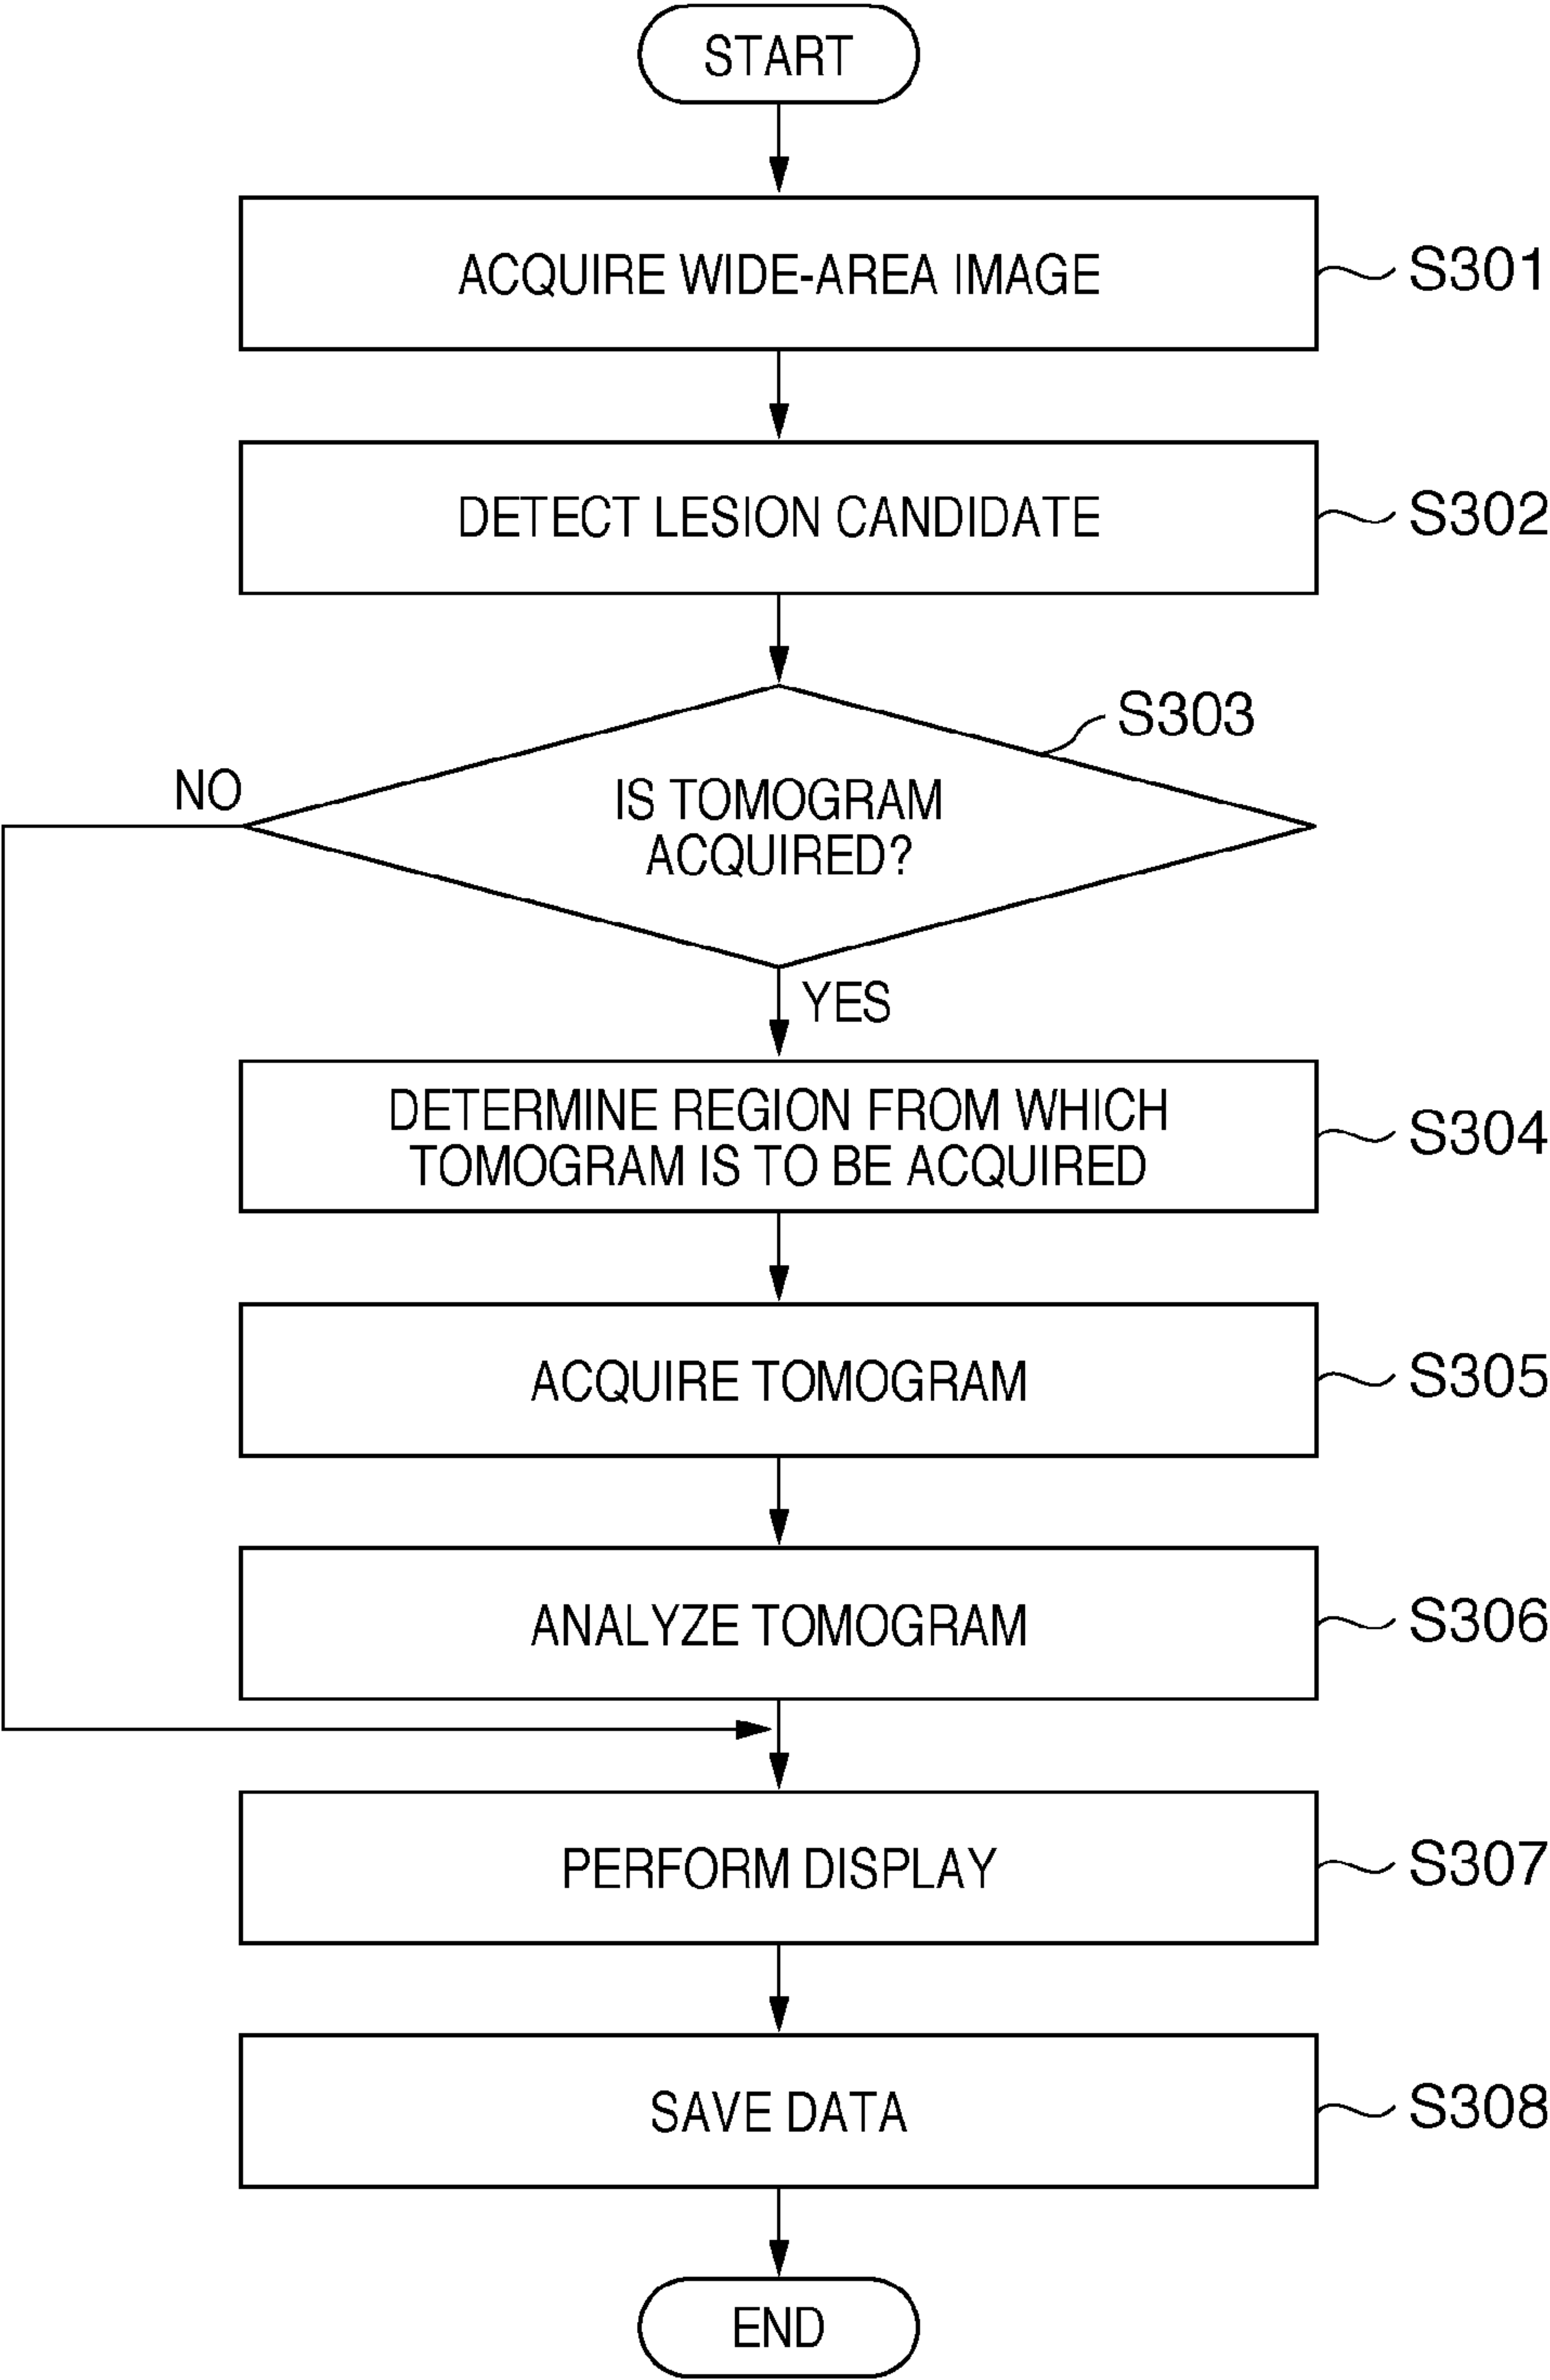 START
ACQUIRE WIDE-AREA IMAGE
S301
DETECT LESION CANDIDATE
S302
S303
IS TOMOGRAM
ACQUIRED?
NO
YES
DETERMINE REGION FROM WHICH
TOMOGRAM IS TO BE ACQUIRED
S304
ACQUIRE TOMOGRAM
S305
ANALYZE TOMOGRAM
S306
PERFORM DISPLAY
S307
SAVE DATA
S308
END